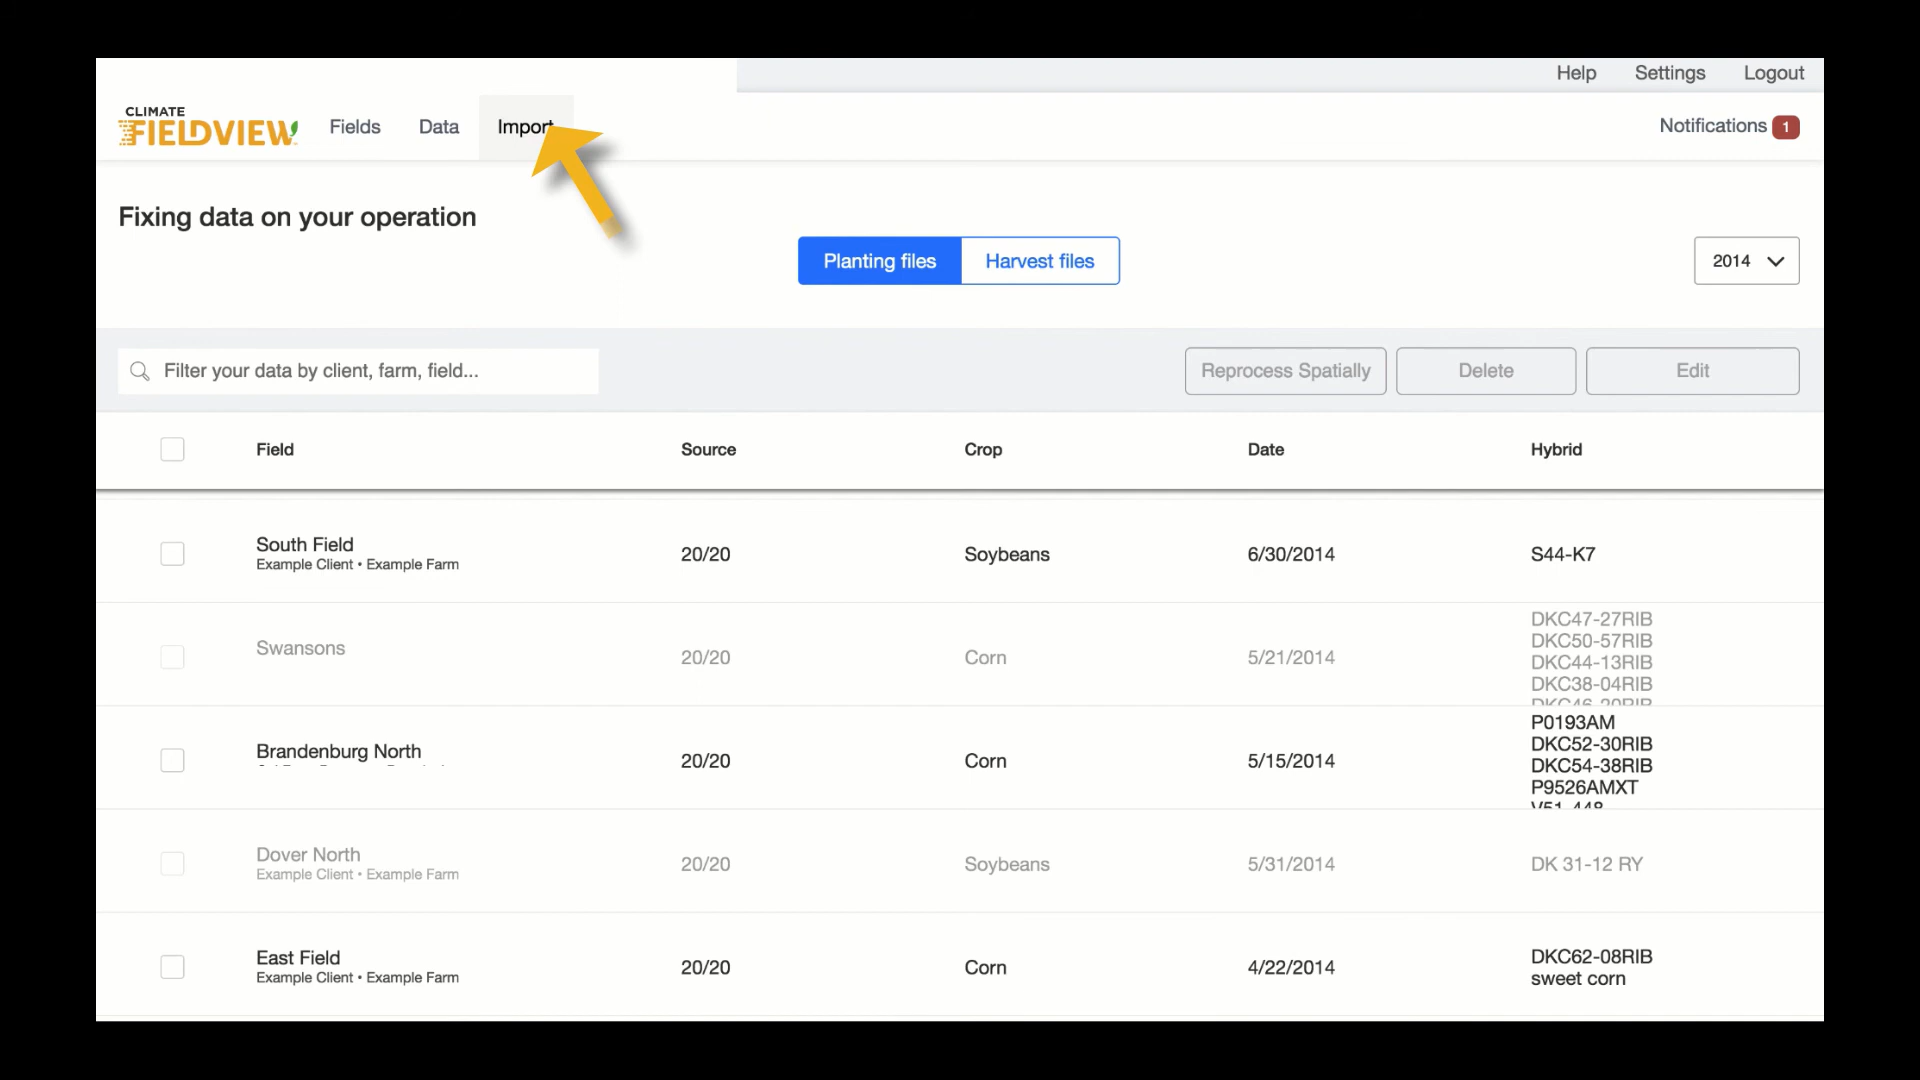 Help Settings Logout
CLIMATE
FIELDVIEW
Fields Data Import
Notifications 1
Fixing data on your operation
Planting files Harvest files
2014
Filter your data by client, farm, field...
Reprocess Spatially Delete Edit
Field Source Crop Date Hybrid
South Field
Example Client • Example Farm
20/20 Soybeans 6/30/2014 S44-K7
Swansons
20/20 Corn 5/21/2014
DKC47-27RIB
DKC50-57RIB
DKC44-13RIB
DKC38-04RIB
DKC46-20RIB
Brandenburg North
20/20 Corn 5/15/2014
P0193AM
DKC52-30RIB
DKC54-38RIB
P9526AMXT
Dover North
Example Client • Example Farm
20/20 Soybeans 5/31/2014 DK 31-12 RY
East Field
Example Client • Example Farm
20/20 Corn 4/22/2014
DKC62-08RIB
sweet corn